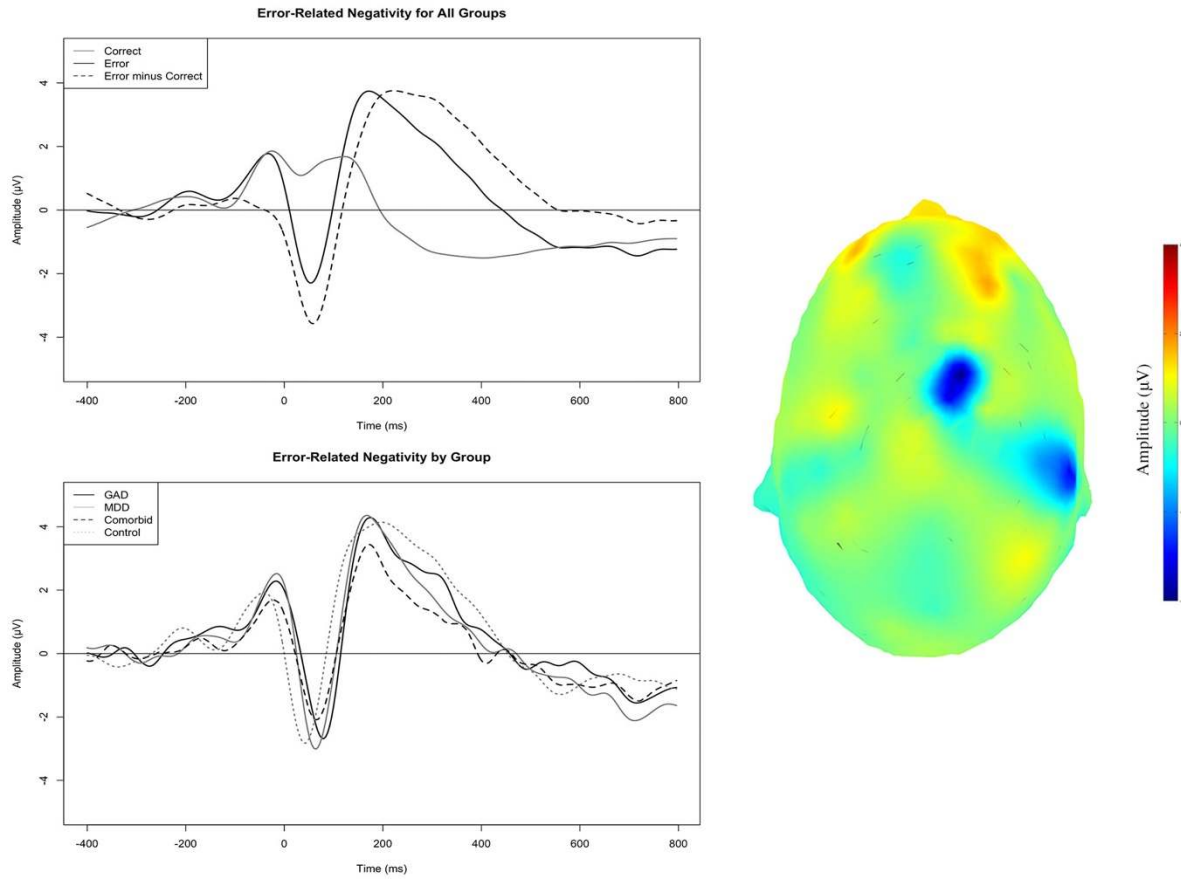 Error-Related Negativity for All Groups
Correct
Error
Error minus Correct
4
2
0
-2
-4
Amplitude (µV)
-400
-200
0
200
400
600
800
Time (ms)
Error-Related Negativity by Group
GAD
MDD
Comorbid
Control
4
2
0
-2
-4
Amplitude (µV)
-400
-200
0
200
400
600
800
Time (ms)
Amplitude (µV)